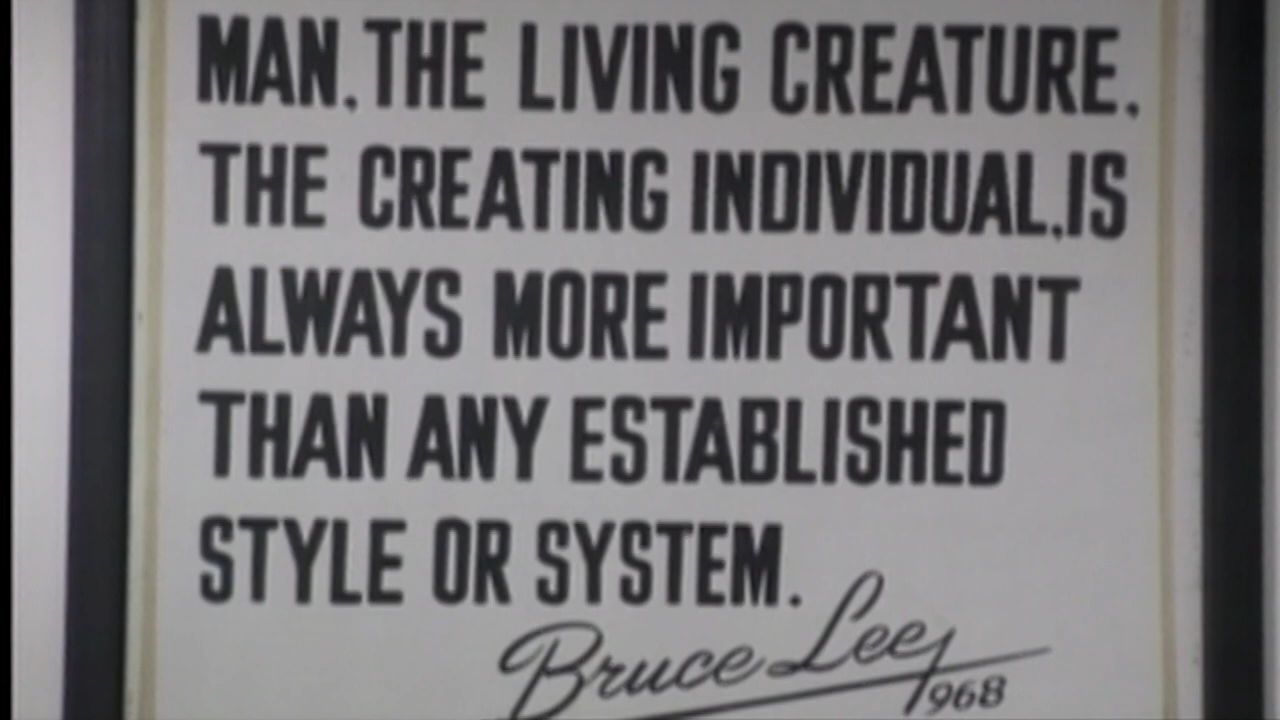 MAN, THE LIVING CREATURE,
THE CREATING INDIVIDUAL, IS
ALWAYS MORE IMPORTANT
THAN ANY ESTABLISHED
STYLE OR SYSTEM.
Bruce Lee
1968